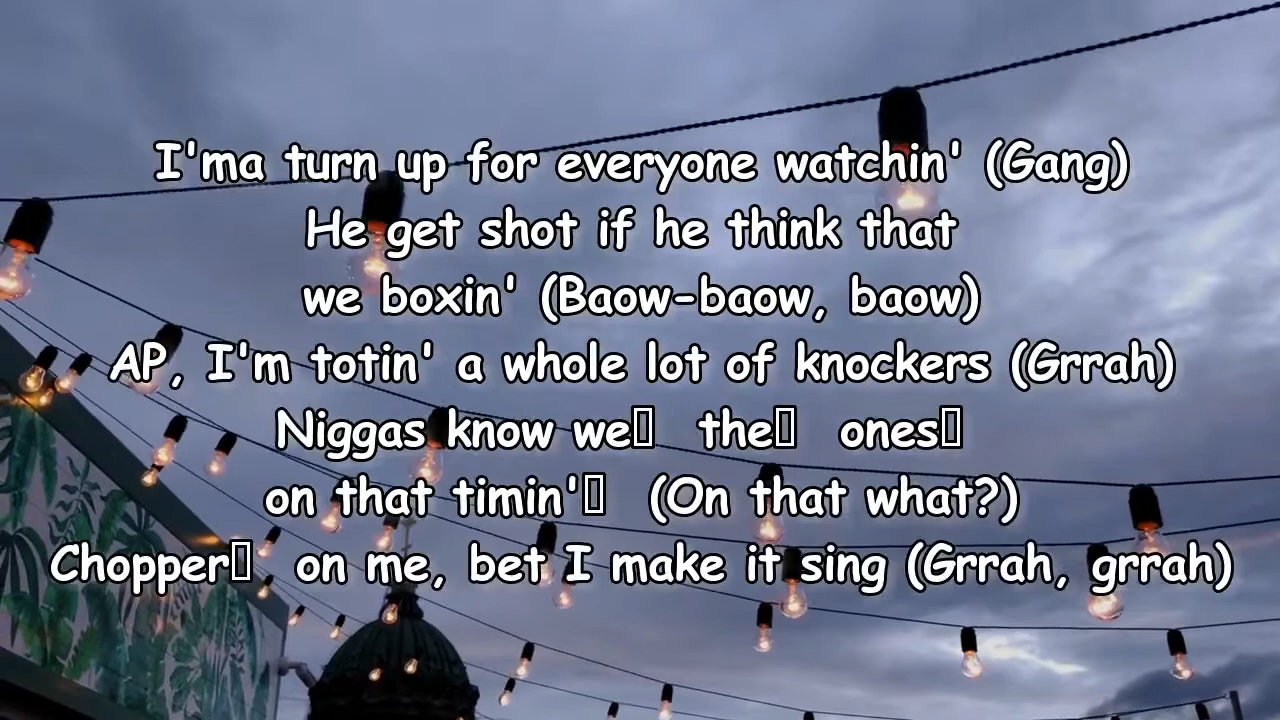 I'ma turn up for everyone watchin' (Gang)
He get shot if he think that
we boxin' (Baow-baow, baow)
AP, I'm totin' a whole lot of knockers (Grrah)
Niggas know we▯ the▯ ones▯
on that timin'▯ (On that what?)
Chopper▯ on me, bet I make it sing (Grrah, grrah)